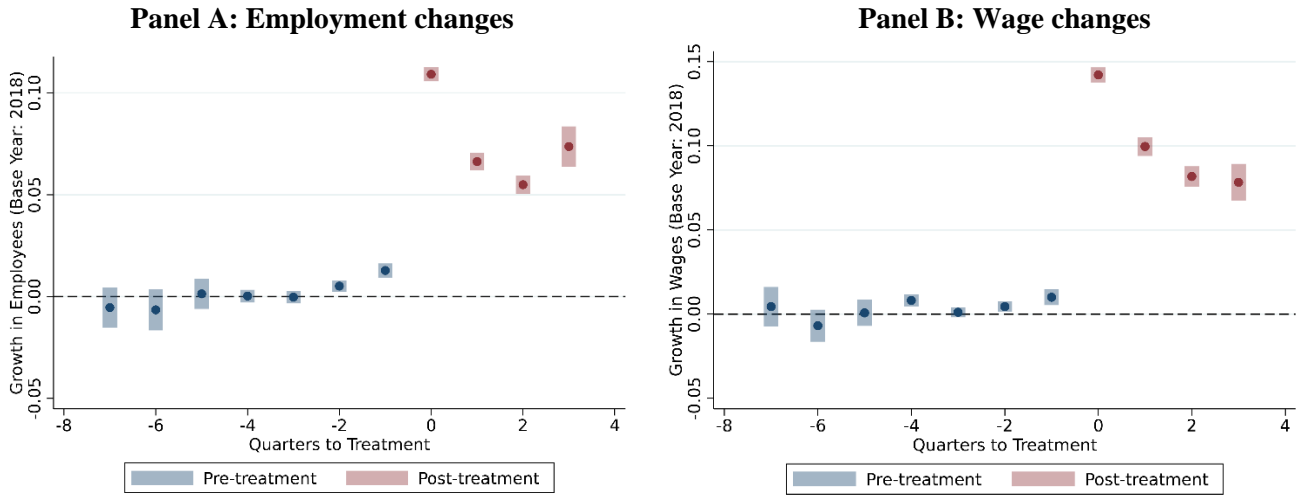 Panel A: Employment changes
Growth in Employees (Base Year: 2018)
0.10
0.05
0.00
-0.05
-8 -6 -4 -2 0 2 4
Quarters to Treatment
Pre-treatment Post-treatment
Panel B: Wage changes
Growth in Wages (Base Year: 2018)
0.15
0.10
0.05
0.00
-0.05
-8 -6 -4 -2 0 2 4
Quarters to Treatment
Pre-treatment Post-treatment